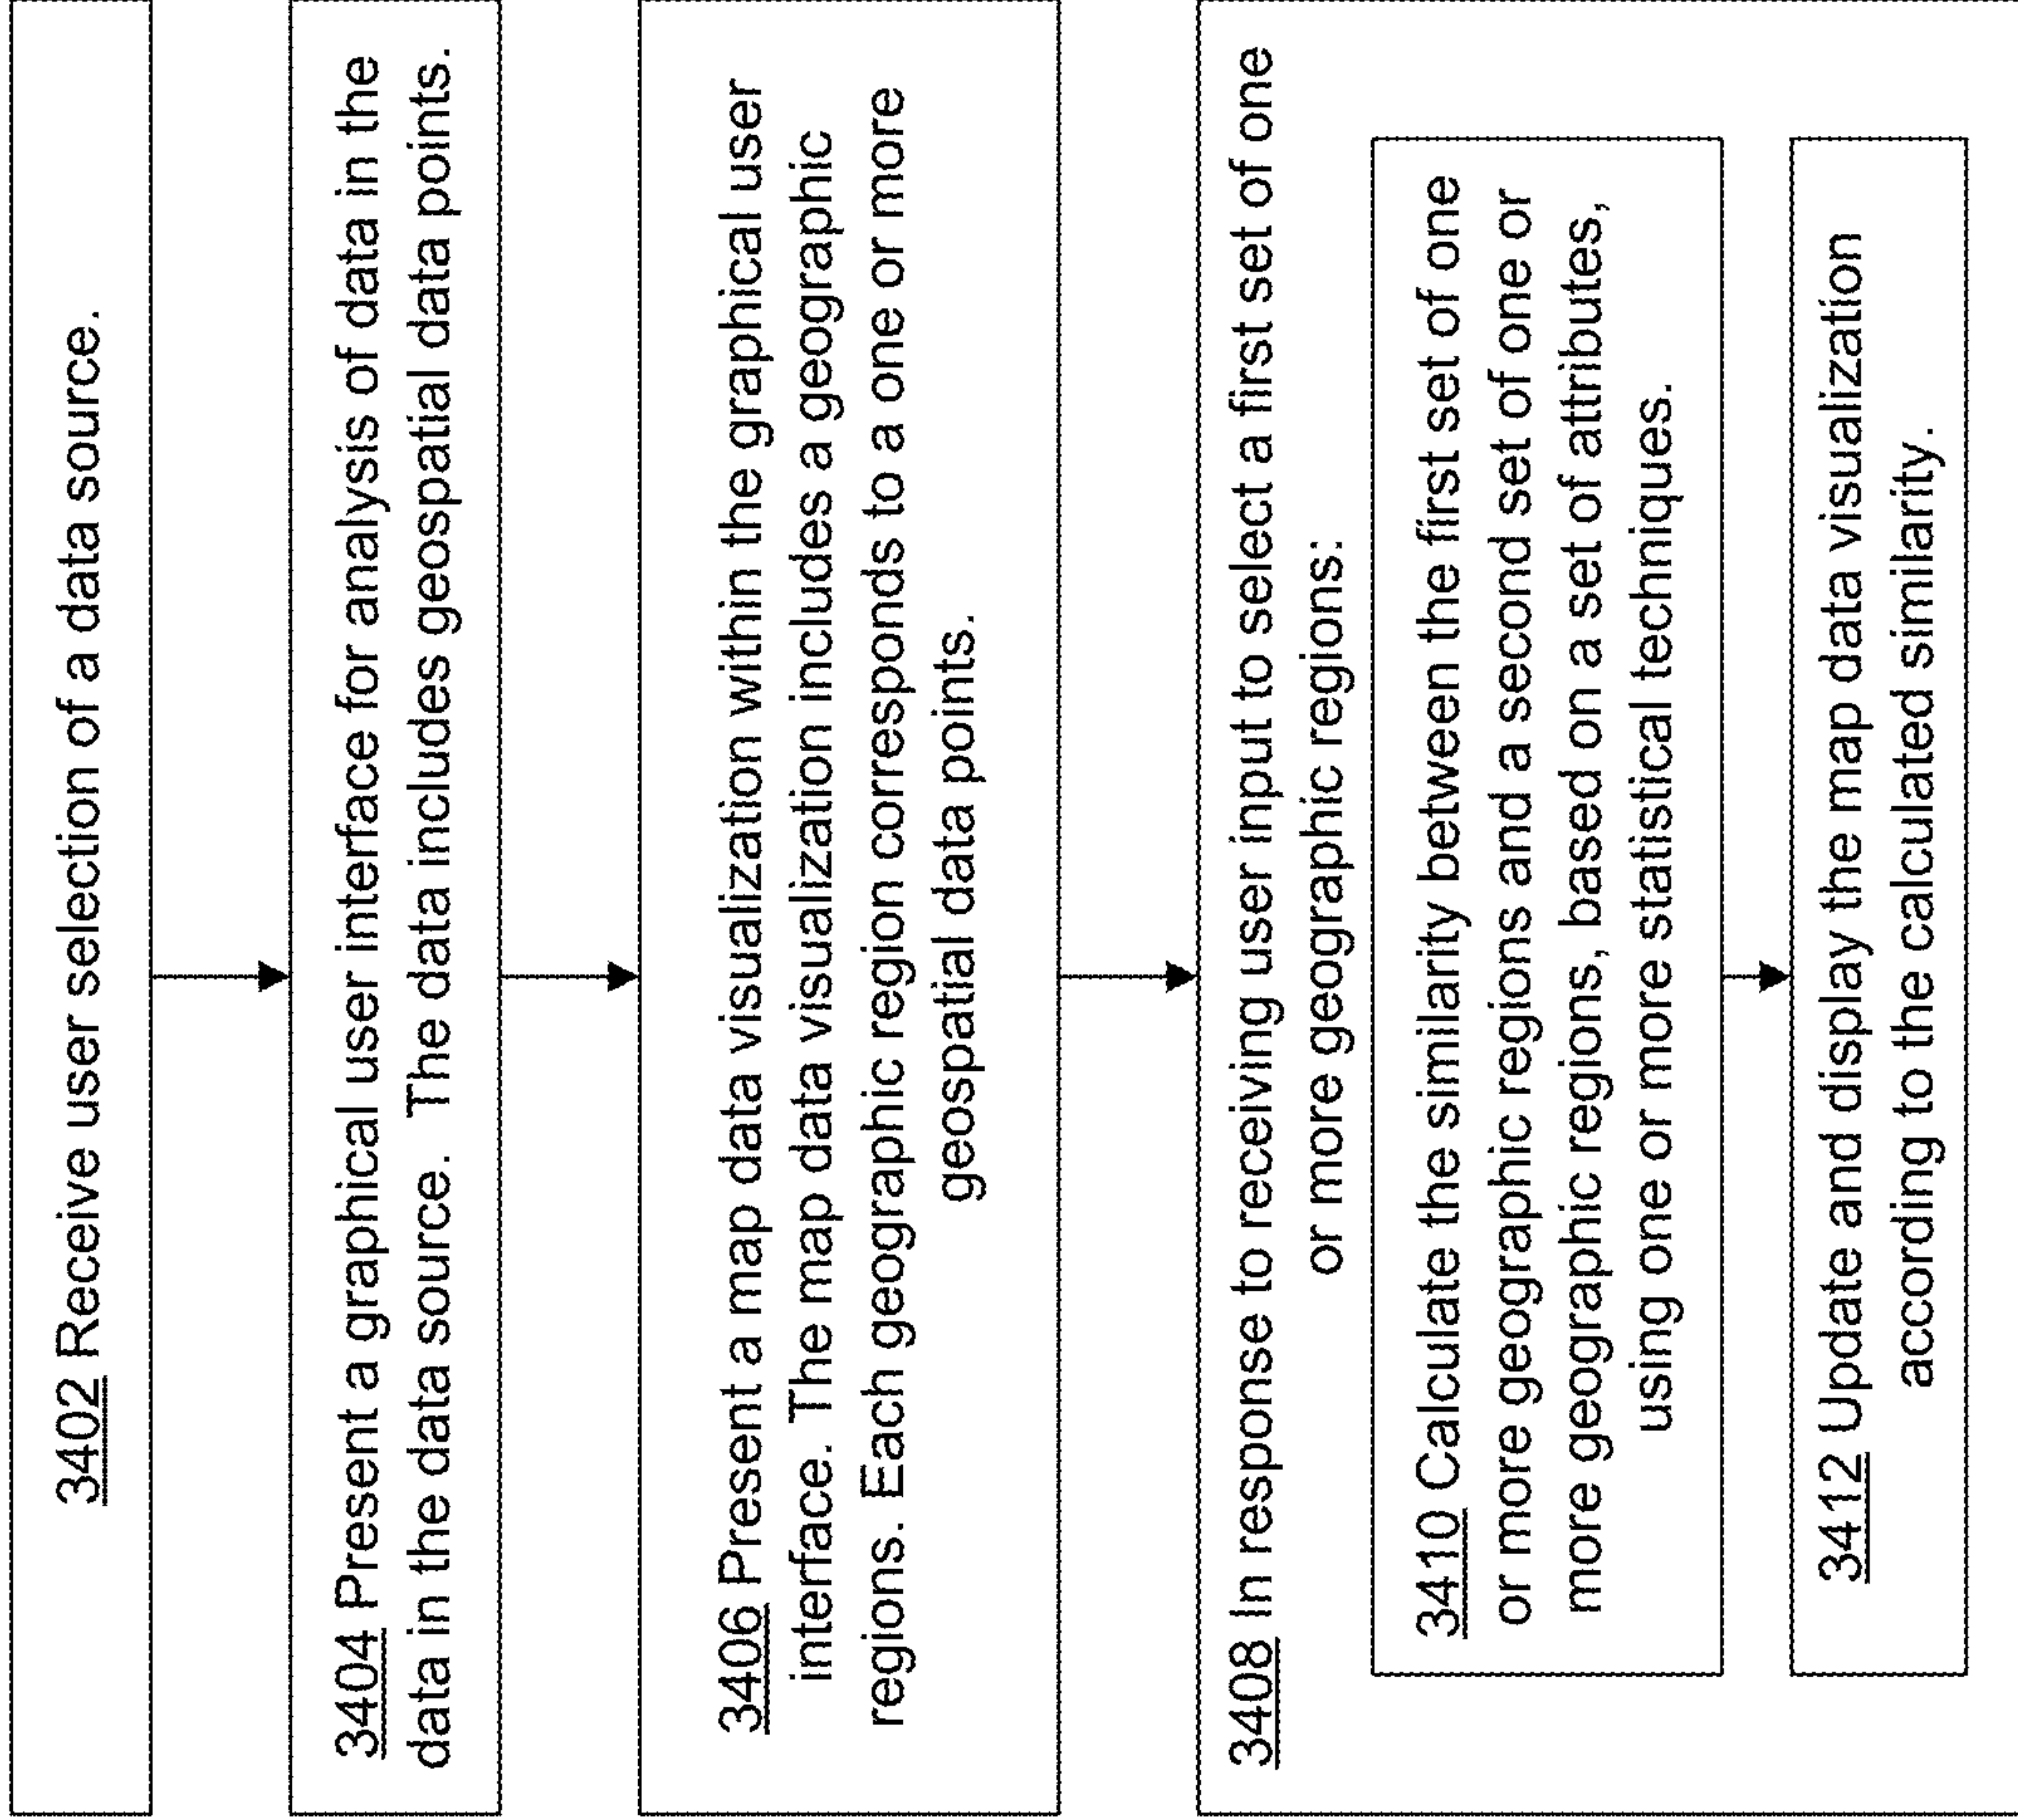 3402 Receive user selection of a data source.
3404 Present a graphical user interface for analysis of data in the
data in the data source.  The data includes geospatial data points.
3406 Present a map data visualization within the graphical user
interface. The map data visualization includes a geographic
regions. Each geographic region corresponds to a one or more
geospatial data points.
3408 In response to receiving user input to select a first set of one
or more geographic regions:
3410 Calculate the similarity between the first set of one
or more geographic regions and a second set of one or
more geographic regions, based on a set of attributes,
using one or more statistical techniques.
3412 Update and display the map data visualization
according to the calculated similarity.